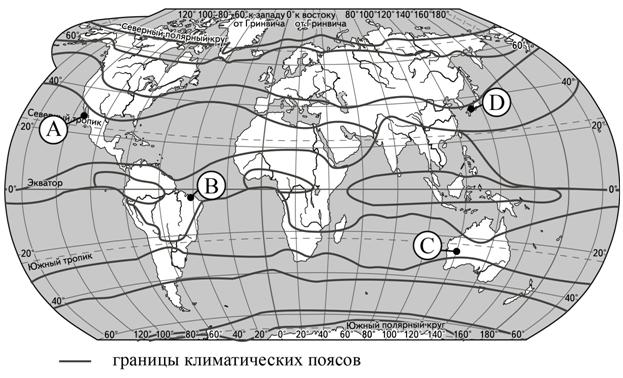 120° 100°-80°-60°к западу 0°к востоку 80° 100° 120° 140° 160° 180°
от Гринвича от Гринвича
Северный полярный круг
60° 60°
40° 40°
D
Северный тропик
A
20° 20°
B
Экватор
0° 0°
C
20° 20°
Южный тропик
40° 40°
Южный полярный круг
60° 120° 100° 80° 60° 40° 20° 0° 20° 40° 60° 80° 100° 120° 140° 160° 180° 60°
границы климатических поясов